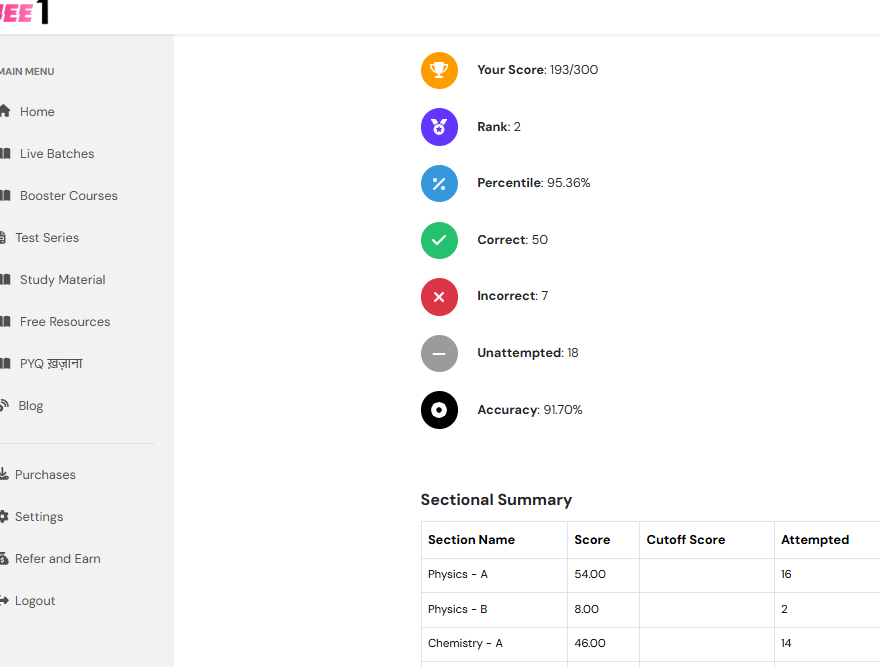 JEE 1
MAIN MENU
Home
Live Batches
Booster Courses
Test Series
Study Material
Free Resources
PYQ ख़ज़ाना
Blog
Purchases
Settings
Refer and Earn
Logout
Your Score: 193/300
Rank: 2
Percentile: 95.36%
Correct: 50
Incorrect: 7
Unattempted: 18
Accuracy: 91.70%
Sectional Summary
Section Name Score Cutoff Score Attempted
Physics - A 54.00 16
Physics - B 8.00 2
Chemistry - A 46.00 14